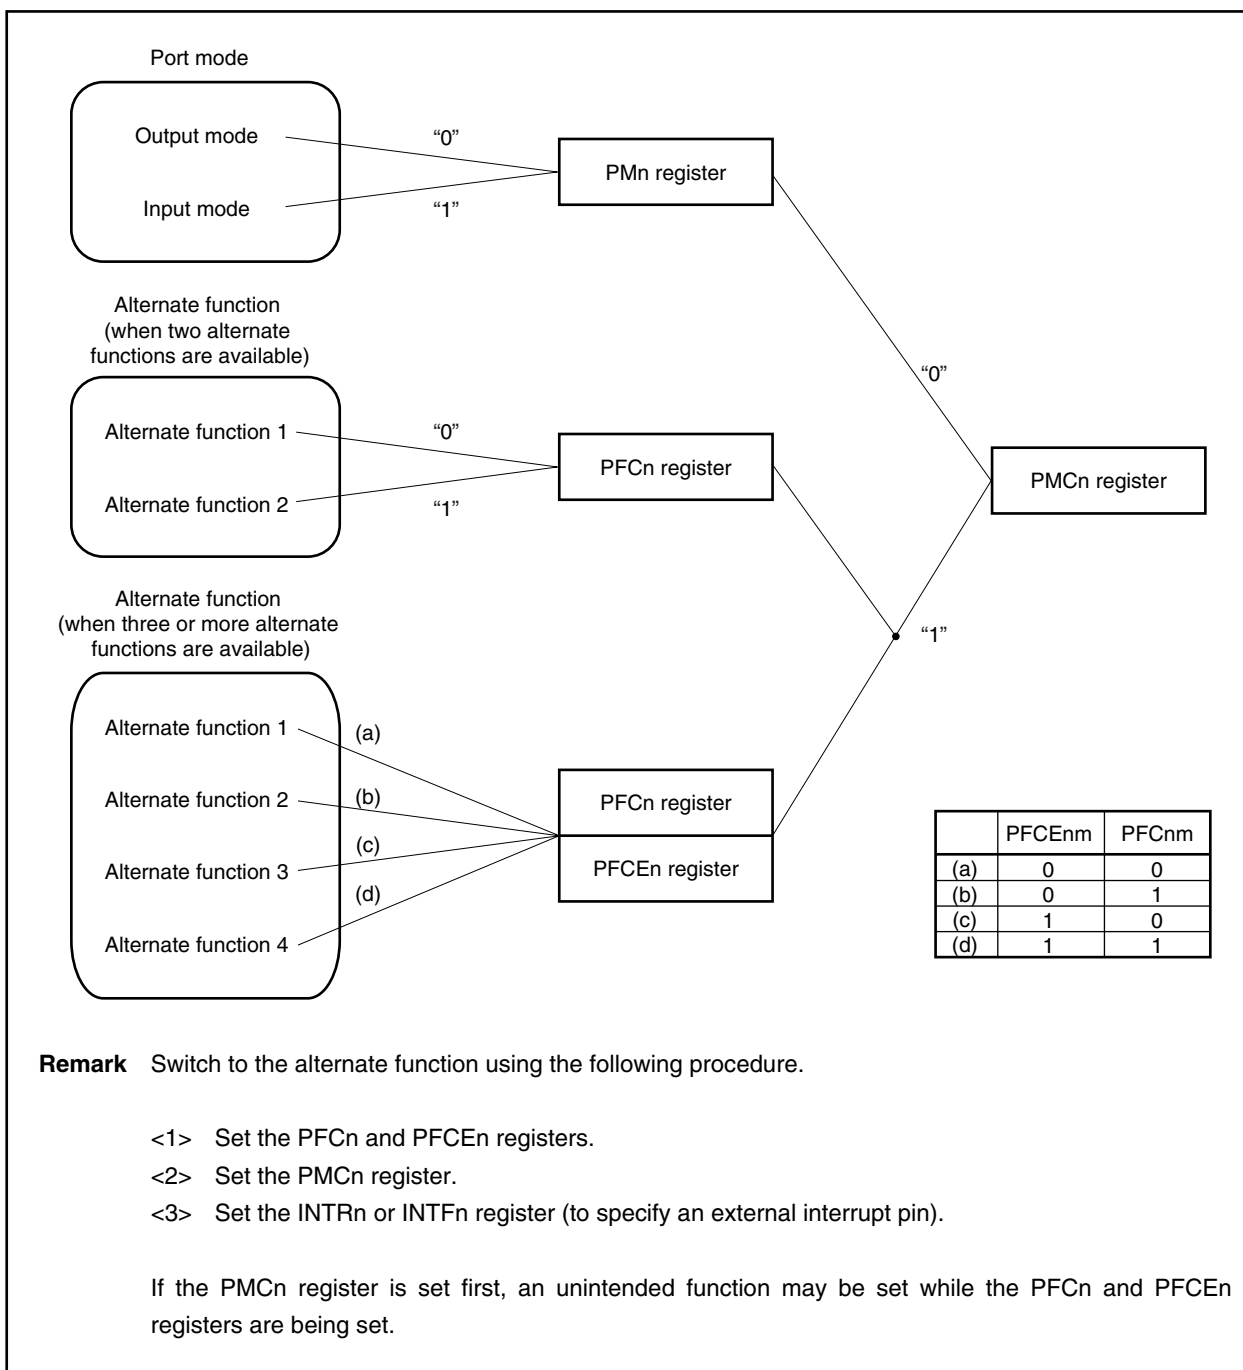 Port mode
Output mode
“0”
Input mode
“1”
PMn register
“0”
Alternate function
(when two alternate
functions are available)
Alternate function 1
“0”
Alternate function 2
“1”
PFCn register
PMCn register
“1”
Alternate function
(when three or more alternate
functions are available)
Alternate function 1
(a)
Alternate function 2
(b)
Alternate function 3
(c)
Alternate function 4
(d)
PFCn register
PFCEn register
PFCEnm PFCnm
(a) 0 0
(b) 0 1
(c) 1 0
(d) 1 1
Remark Switch to the alternate function using the following procedure.
<1> Set the PFCn and PFCEn registers.
<2> Set the PMCn register.
<3> Set the INTRn or INTFn register (to specify an external interrupt pin).
If the PMCn register is set first, an unintended function may be set while the PFCn and PFCEn
registers are being set.